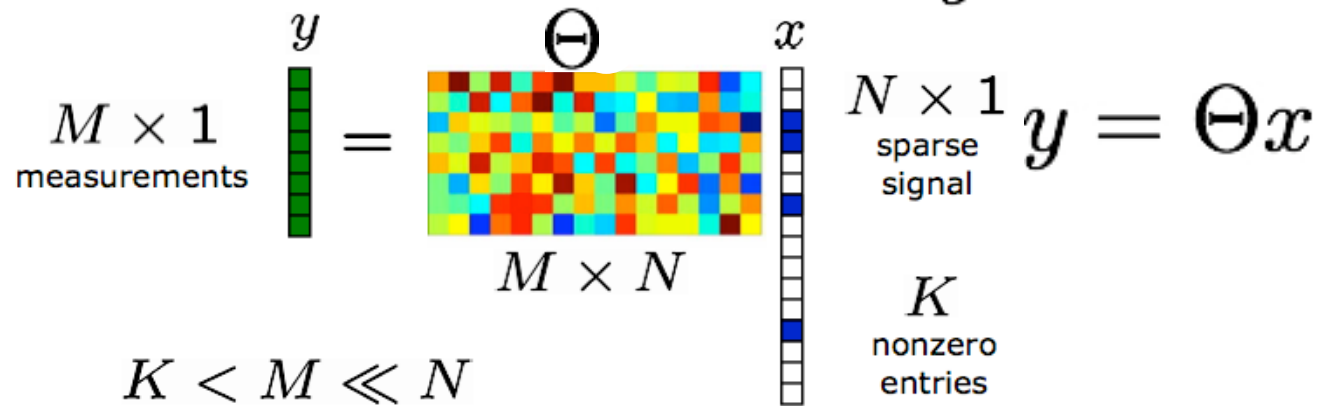 y
Θ
x
M × 1
measurements
=
N × 1
sparse
signal
y = Θx
M × N
K
nonzero
entries
K < M ≪ N